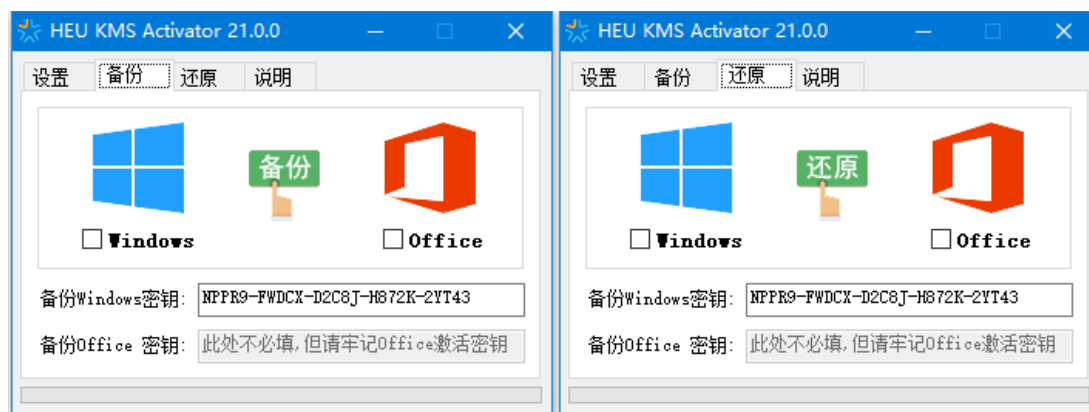 HEU KMS Activator 21.0.0
设置 备份 还原 说明
备份
Windows Office
备份Windows密钥: NPPR9-FWDCX-D2C8J-H872K-2YT43
备份Office 密钥: 此处不必填,但请牢记Office激活密钥
HEU KMS Activator 21.0.0
设置 备份 还原 说明
还原
Windows Office
备份Windows密钥: NPPR9-FWDCX-D2C8J-H872K-2YT43
备份Office 密钥: 此处不必填,但请牢记Office激活密钥